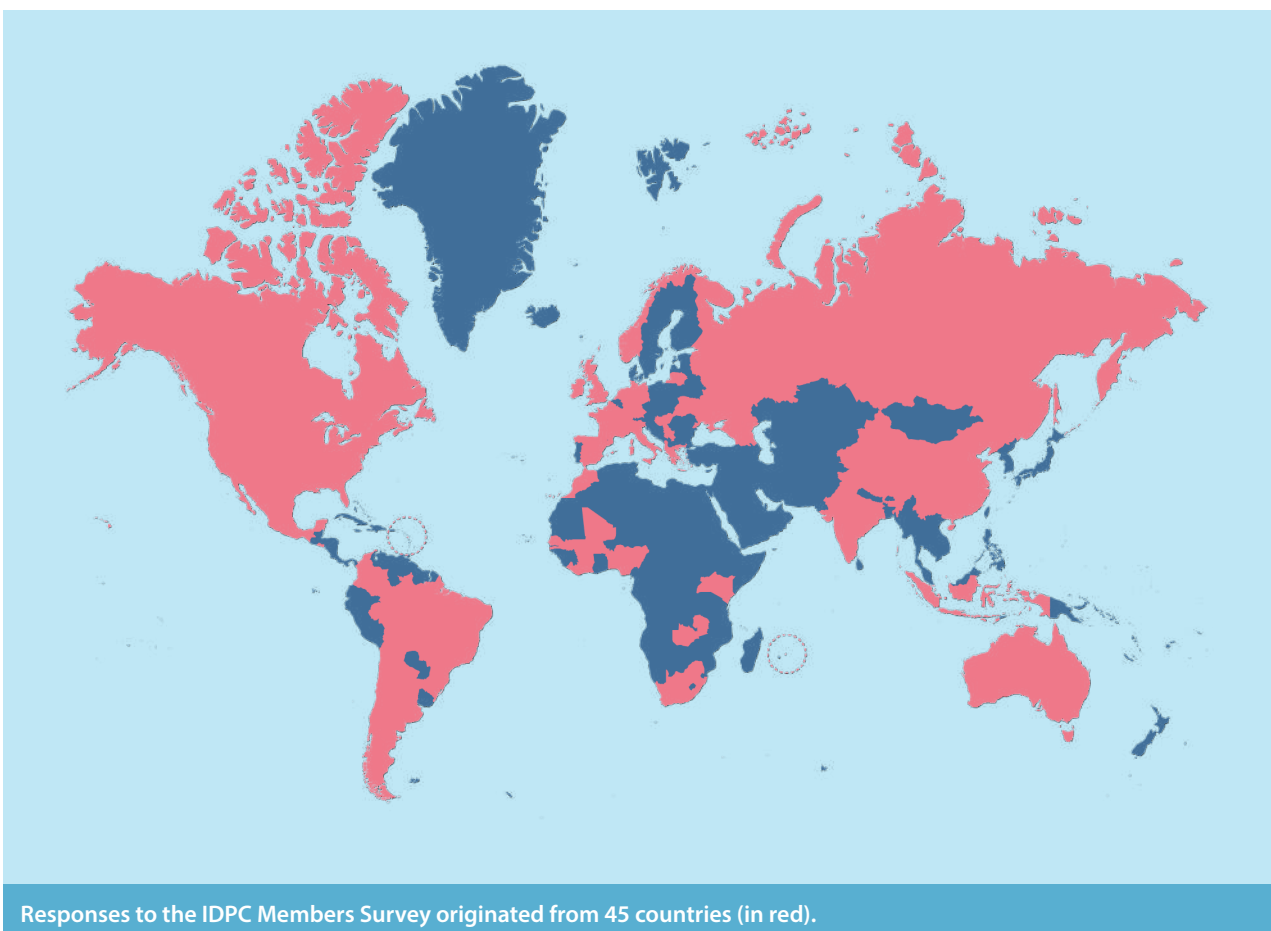 Responses to the IDPC Members Survey originated from 45 countries (in red).